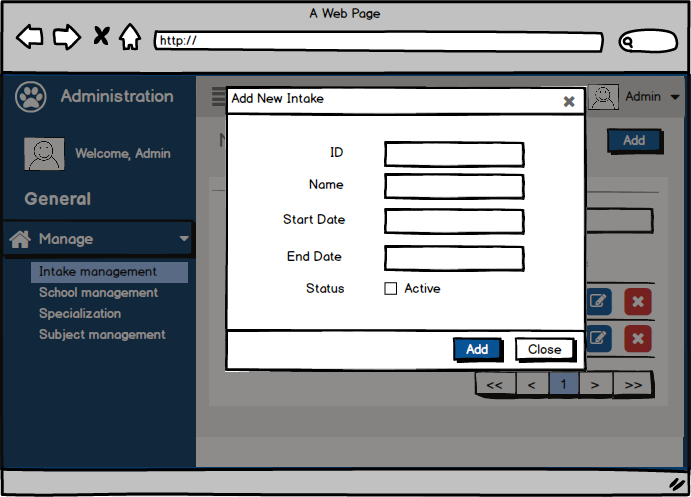 A Web Page
http://
Administration
Admin
Welcome, Admin
Add
General
Manage
Intake management
School management
Specialization
Subject management
Add New Intake
ID
Name
Start Date
End Date
Status
Active
Add
Close
<<
<
1
>
>>